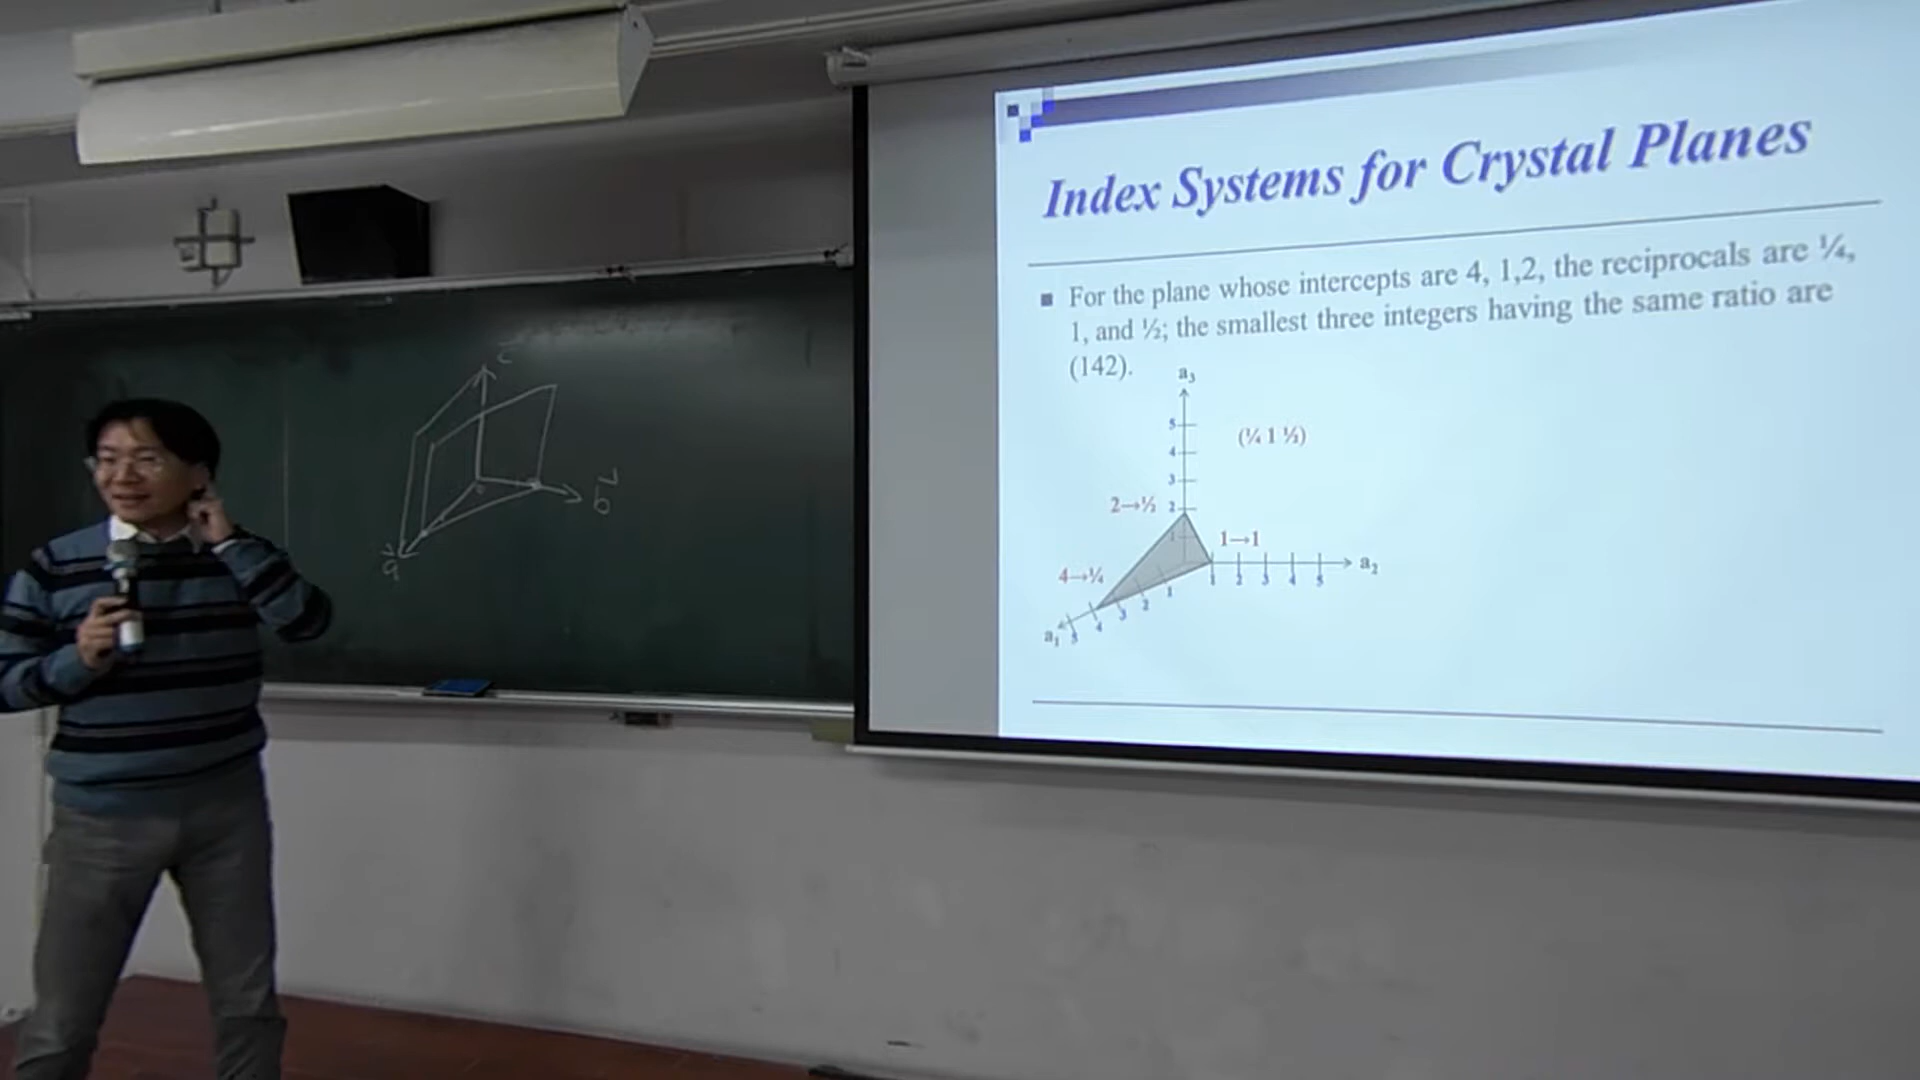 Index Systems for Crystal Planes
For the plane whose intercepts are 4, 1,2, the reciprocals are ¼,
1, and ½; the smallest three integers having the same ratio are
(142).
a₃
5
4
3
2
1
(¼ 1 ½)
2→½
1→1
4→¼
1 2 3 4 5
a₂
1
2
3
4
5
a₁
c
b
a